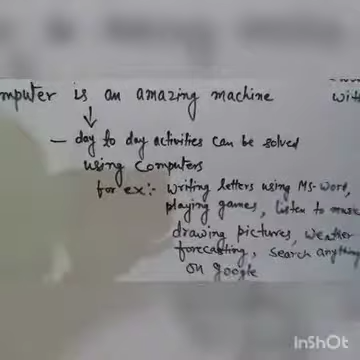 mputer is an amazing machine
with
— day to day activities can be solved
using Computers
for ex:- writing letters using MS-Word,
playing games, listen to music
drawing pictures, weather
forecasting, search anything
on google
InShOt